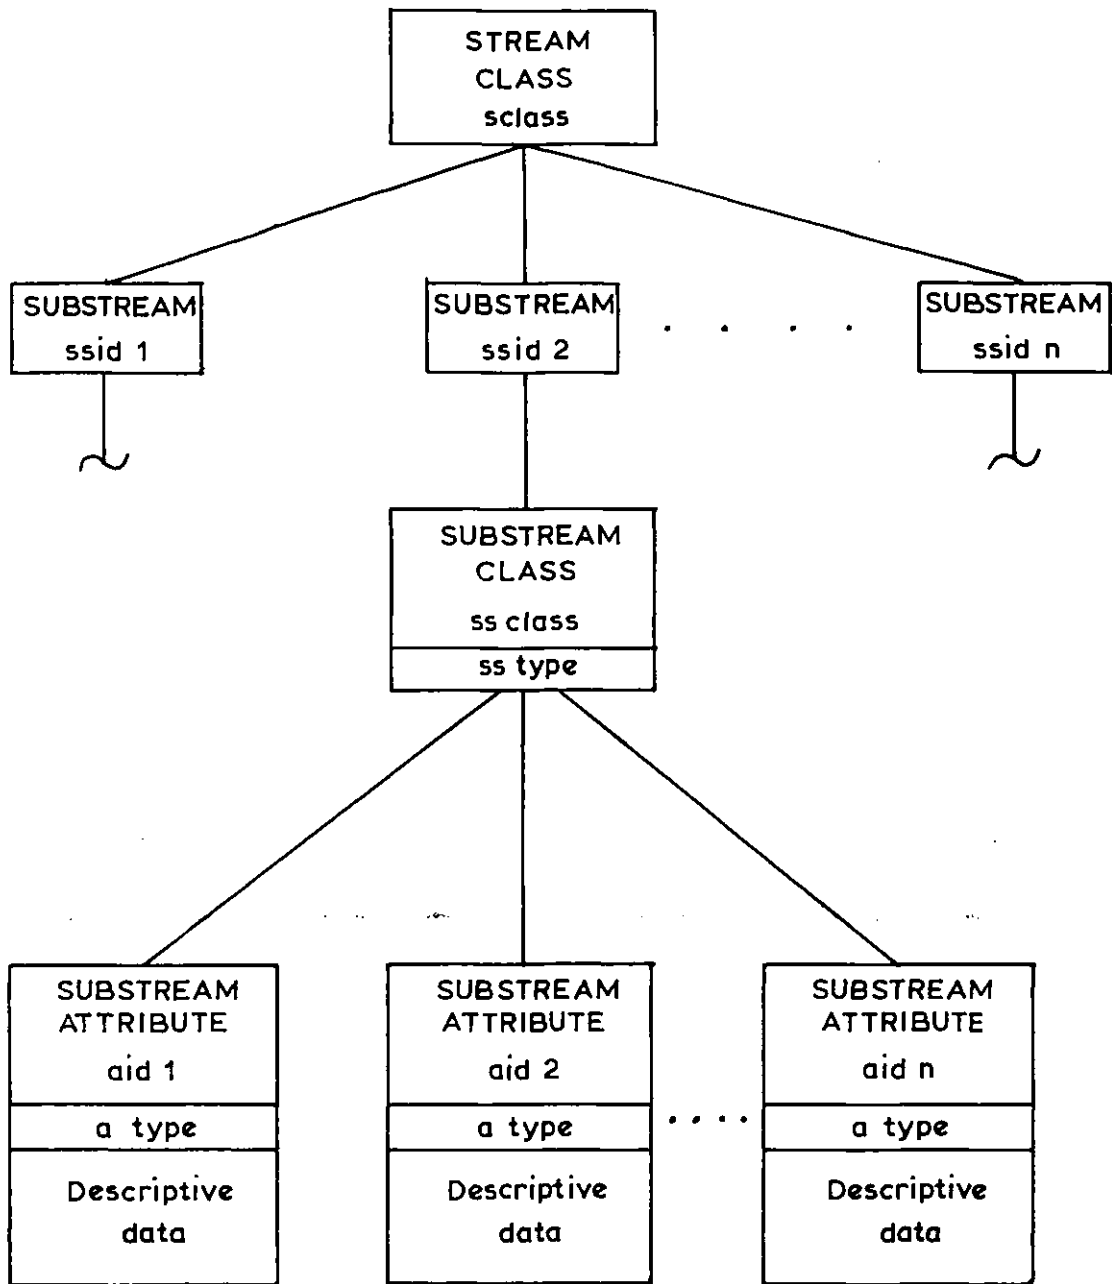 STREAM
CLASS
sclass
SUBSTREAM
ssid 1
SUBSTREAM
ssid 2
. . . .
SUBSTREAM
ssid n
SUBSTREAM
CLASS
ss class
ss type
SUBSTREAM
ATTRIBUTE
aid 1
a type
Descriptive
data
SUBSTREAM
ATTRIBUTE
aid 2
a type
Descriptive
data
. . . .
SUBSTREAM
ATTRIBUTE
aid n
a type
Descriptive
data